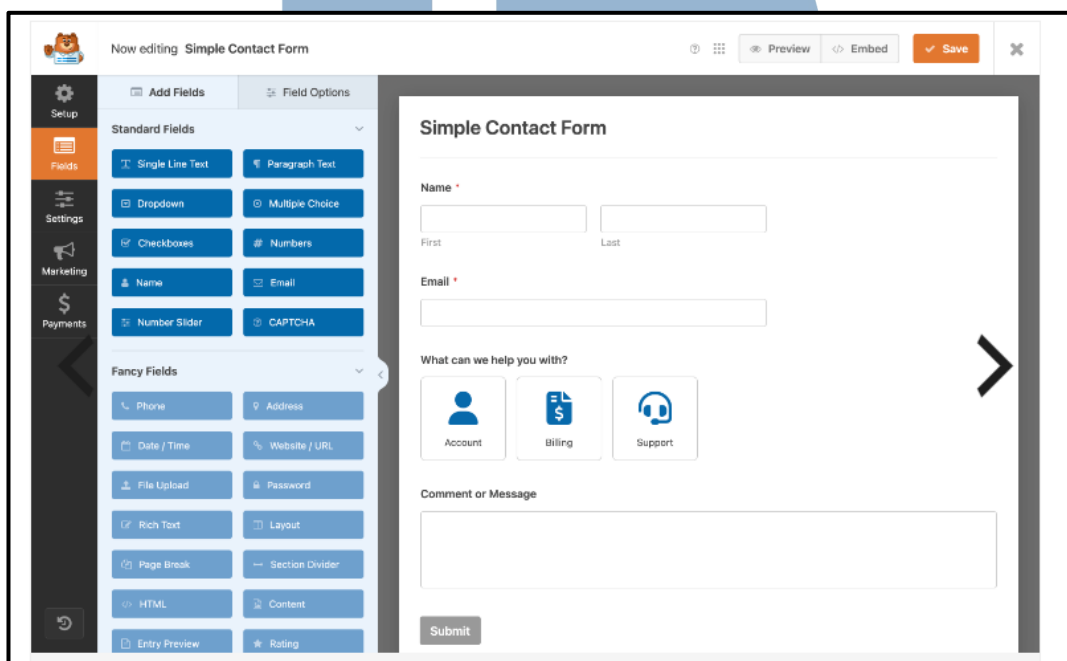 Now editing Simple Contact Form
Preview
Embed
Save
Setup
Fields
Settings
Marketing
Payments
Add Fields
Field Options
Standard Fields
Single Line Text
Paragraph Text
Dropdown
Multiple Choice
Checkboxes
Numbers
Name
Email
Number Slider
CAPTCHA
Fancy Fields
Phone
Address
Date / Time
Website / URL
File Upload
Password
Rich Text
Layout
Page Break
Section Divider
HTML
Content
Entry Preview
Rating
Simple Contact Form
Name *
First
Last
Email *
What can we help you with?
Account
Billing
Support
Comment or Message
Submit